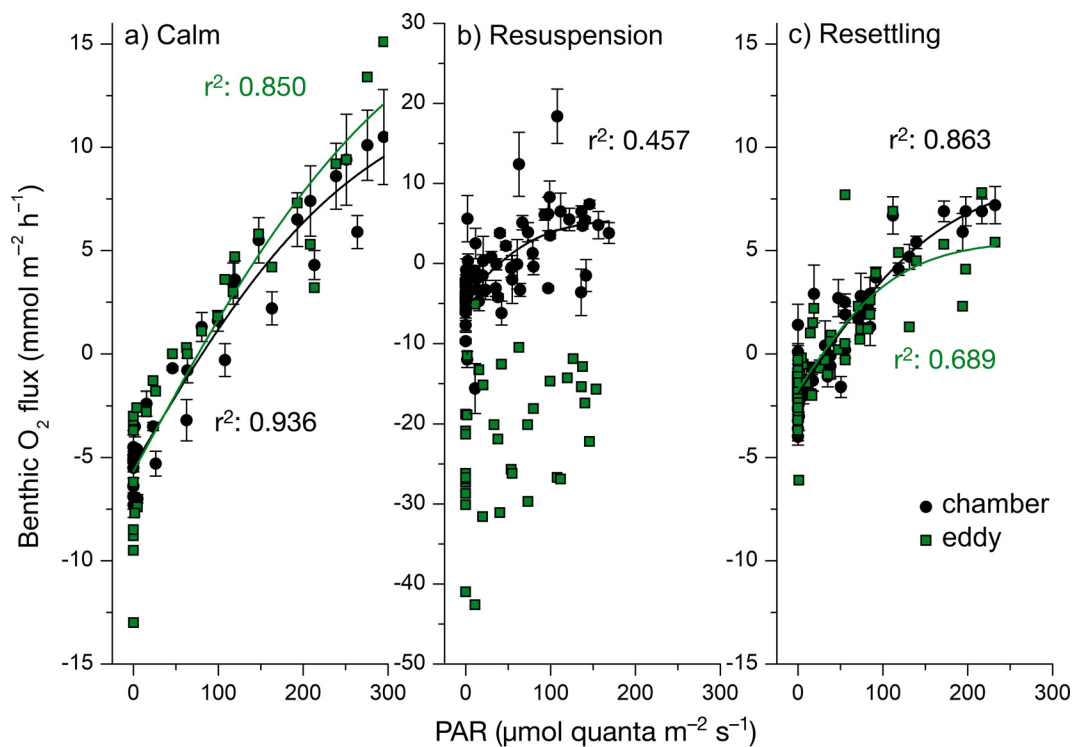 a) Calm
b) Resuspension
c) Resettling
r²: 0.850
r²: 0.936
r²: 0.457
r²: 0.863
r²: 0.689
chamber
eddy
15
10
5
0
-5
-10
-15
30
20
10
0
-10
-20
-30
-40
-50
15
10
5
0
-5
-10
-15
0 100 200 300
0 100 200 300
0 100 200 300
Benthic O₂ flux (mmol m⁻² h⁻¹)
PAR (µmol quanta m⁻² s⁻¹)